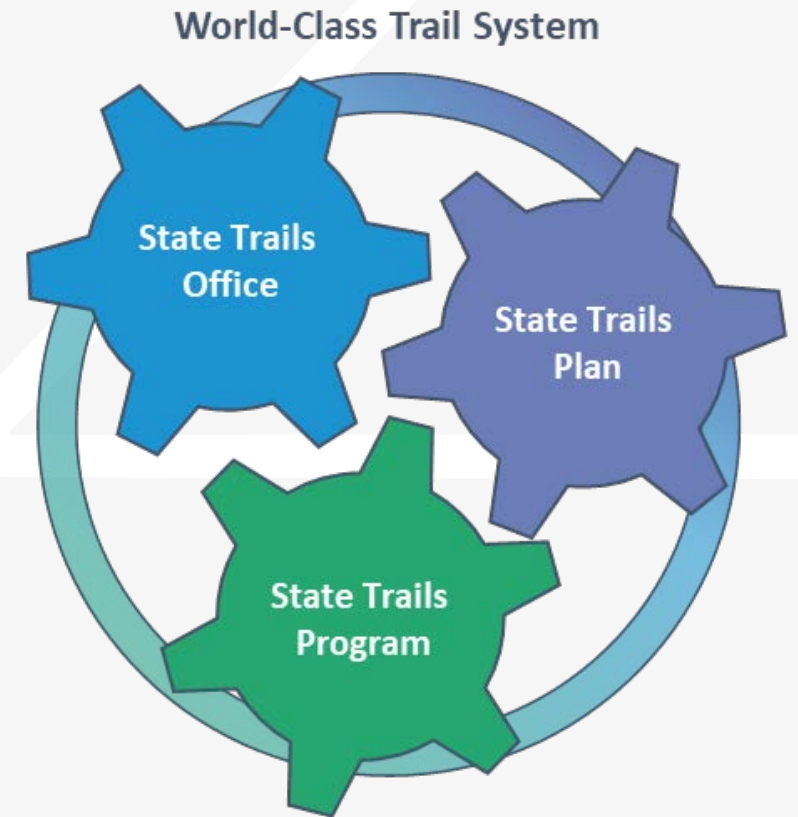 World-Class Trail System
State Trails
Office
State Trails
Plan
State Trails
Program